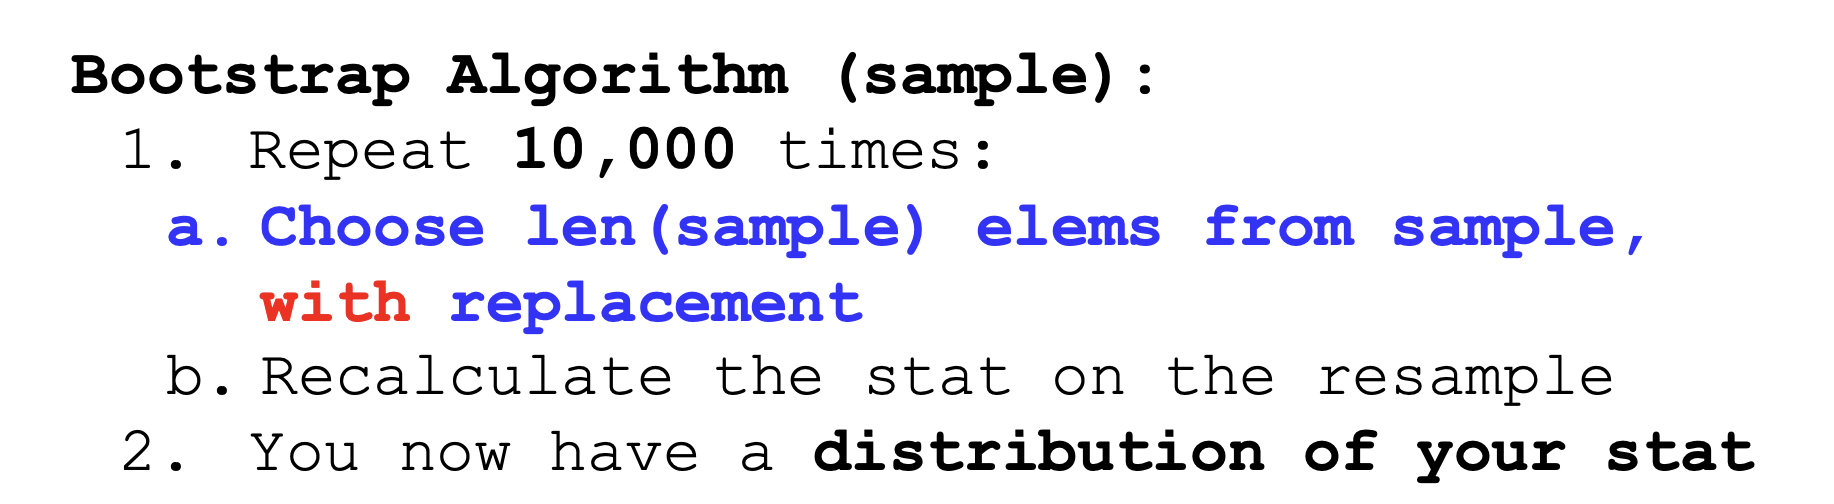 Bootstrap Algorithm (sample):
1. Repeat 10,000 times:
a. Choose len(sample) elems from sample,
with replacement
b. Recalculate the stat on the resample
2. You now have a distribution of your stat